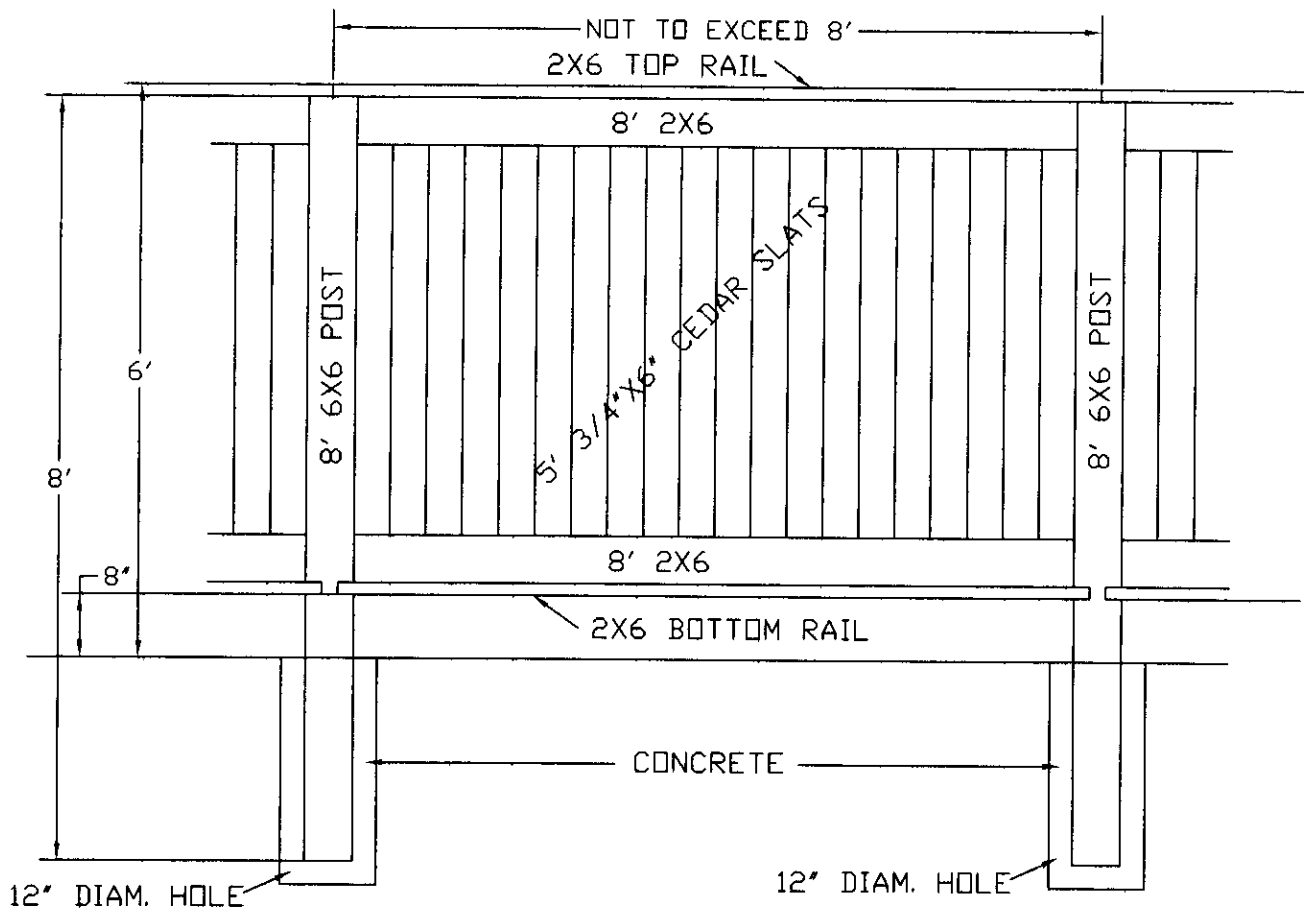 NOT TO EXCEED 8'
2X6 TOP RAIL
8' 2X6
8' 6X6 POST
5' 3/4"X6" CEDAR SLATS
8' 6X6 POST
6'
8'
8' 2X6
8"
2X6 BOTTOM RAIL
CONCRETE
12" DIAM. HOLE
12" DIAM. HOLE